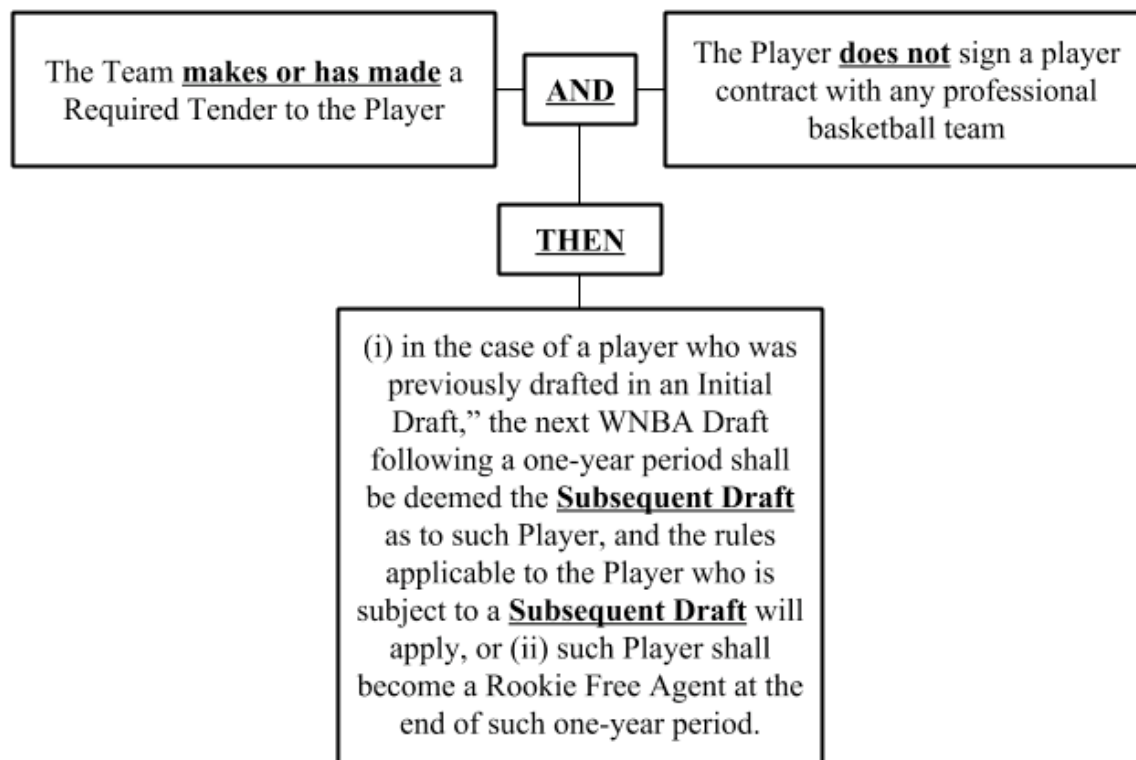 The Team makes or has made a
Required Tender to the Player
AND
The Player does not sign a player
contract with any professional
basketball team
THEN
(i) in the case of a player who was
previously drafted in an Initial
Draft,” the next WNBA Draft
following a one-year period shall
be deemed the Subsequent Draft
as to such Player, and the rules
applicable to the Player who is
subject to a Subsequent Draft will
apply, or (ii) such Player shall
become a Rookie Free Agent at the
end of such one-year period.